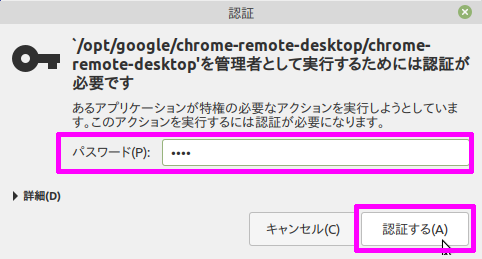 認証
`/opt/google/chrome-remote-desktop/chrome-
remote-desktop'を管理者として実行するためには認証が
必要です
あるアプリケーションが特権の必要なアクションを実行しようとしていま
す。このアクションを実行するには認証が必要になります。
パスワード(P): ••••
詳細(D)
キャンセル(C) 認証する(A)